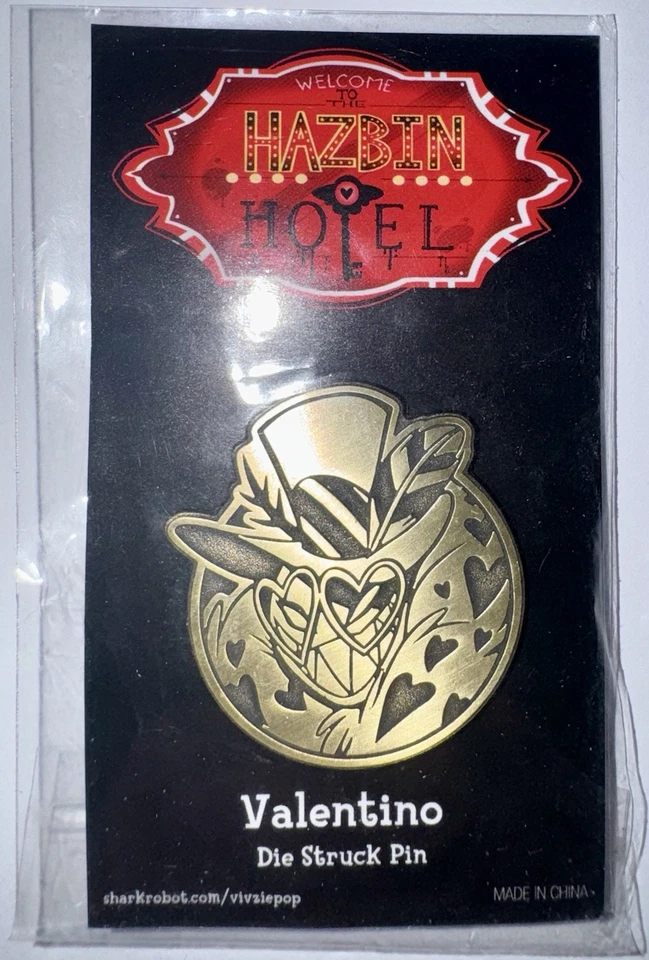 WELCOME
TO
THE
HAZBIN
HOTEL
Valentino
Die Struck Pin
sharkrobot.com/vivziepop
MADE IN CHINA